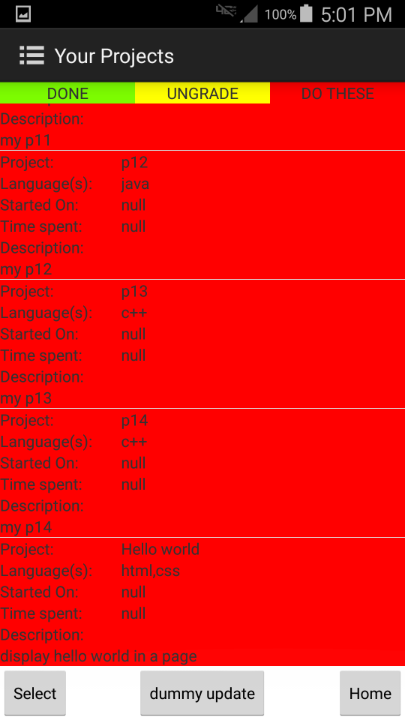 100% 5:01 PM
Your Projects
DONE UNGRADE DO THESE
Description:
my p11
Project: p12
Language(s): java
Started On: null
Time spent: null
Description:
my p12
Project: p13
Language(s): c++
Started On: null
Time spent: null
Description:
my p13
Project: p14
Language(s): c++
Started On: null
Time spent: null
Description:
my p14
Project: Hello world
Language(s): html,css
Started On: null
Time spent: null
Description:
display hello world in a page
Select dummy update Home